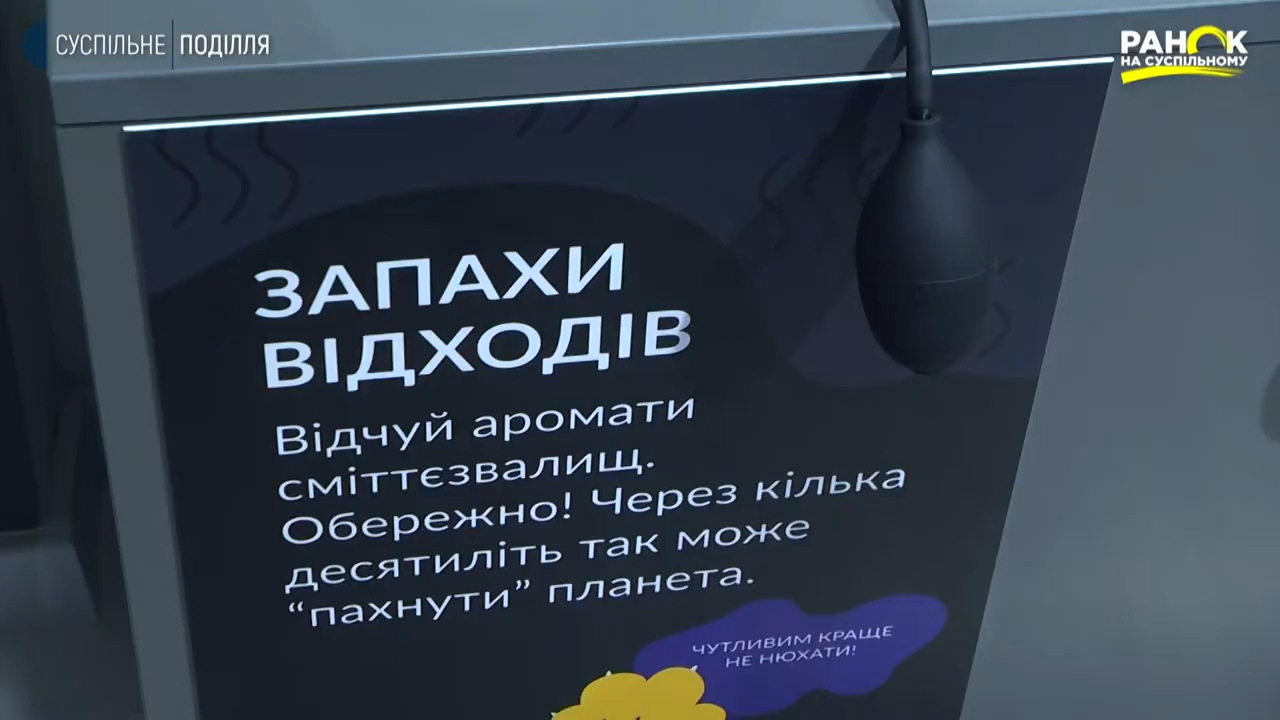 СУСПІЛЬНЕ ПОДІЛЛЯ
РАНОК
НА СУСПІЛЬНОМУ
ЗАПАХИ
ВІДХОДІВ
Відчуй аромати
сміттєзвалищ.
Обережно! Через кілька
десятиліть так може
“пахнути” планета.
ЧУТЛИВИМ КРАЩЕ
НЕ НЮХАТИ!